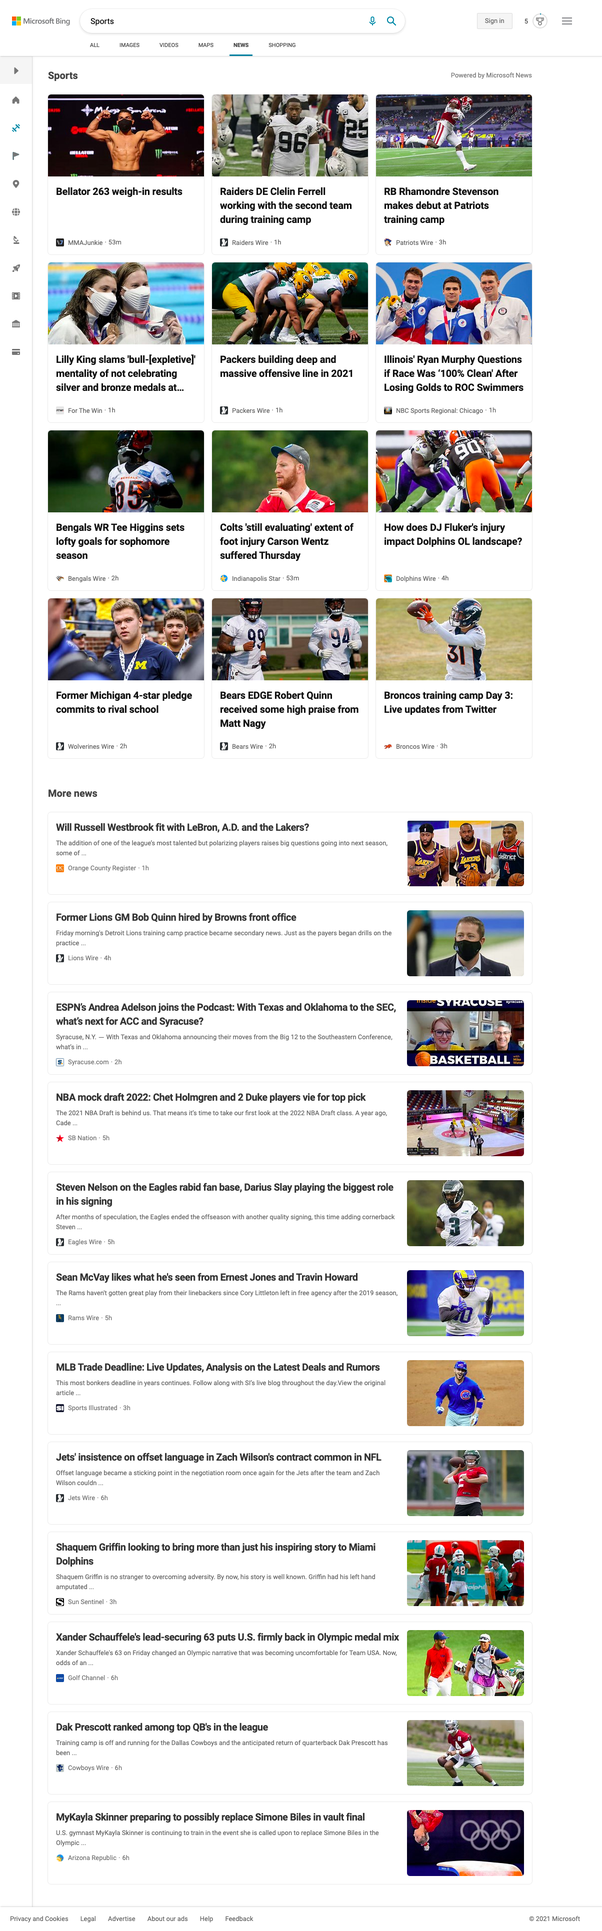 Microsoft Bing
Sports
Sign in
5
ALL
IMAGES
VIDEOS
MAPS
NEWS
SHOPPING
Sports
Powered by Microsoft News
Bellator 263 weigh-in results
MMAJunkie · 53m
Raiders DE Clelin Ferrell
working with the second team
during training camp
Raiders Wire · 1h
RB Rhamondre Stevenson
makes debut at Patriots
training camp
Patriots Wire · 3h
Lilly King slams 'bull-[expletive]'
mentality of not celebrating
silver and bronze medals at...
For The Win · 1h
Packers building deep and
massive offensive line in 2021
Packers Wire · 1h
Illinois' Ryan Murphy Questions
if Race Was '100% Clean' After
Losing Golds to ROC Swimmers
NBC Sports Regional: Chicago · 1h
Bengals WR Tee Higgins sets
lofty goals for sophomore
season
Bengals Wire · 2h
Colts 'still evaluating' extent of
foot injury Carson Wentz
suffered Thursday
Indianapolis Star · 53m
How does DJ Fluker's injury
impact Dolphins OL landscape?
Dolphins Wire · 4h
Former Michigan 4-star pledge
commits to rival school
Wolverines Wire · 2h
Bears EDGE Robert Quinn
received some high praise from
Matt Nagy
Bears Wire · 2h
Broncos training camp Day 3:
Live updates from Twitter
Broncos Wire · 3h
More news
Will Russell Westbrook fit with LeBron, A.D. and the Lakers?
The addition of one of the league's most talented but polarizing players raises big questions going into next season,
some of ...
Orange County Register · 1h
Former Lions GM Bob Quinn hired by Browns front office
Friday morning's Detroit Lions training camp practice became secondary news. Just as the payers began drills on the
practice ...
Lions Wire · 4h
ESPN's Andrea Adelson joins the Podcast: With Texas and Oklahoma to the SEC,
what's next for ACC and Syracuse?
Syracuse, N.Y. — With Texas and Oklahoma announcing their moves from the Big 12 to the Southeastern Conference,
what's in ...
Syracuse.com · 2h
SYRACUSE
BASKETBALL
NBA mock draft 2022: Chet Holmgren and 2 Duke players vie for top pick
The 2021 NBA Draft is behind us. That means it's time to take our first look at the 2022 NBA Draft class. A year ago,
Cade ...
SB Nation · 5h
Steven Nelson on the Eagles rabid fan base, Darius Slay playing the biggest role
in his signing
After months of speculation, the Eagles ended the offseason with another quality signing, this time adding cornerback
Steven ...
Eagles Wire · 5h
Sean McVay likes what he's seen from Ernest Jones and Travin Howard
The Rams haven't gotten great play from their linebackers since Cory Littleton left in free agency after the 2019 season,
...
Rams Wire · 5h
MLB Trade Deadline: Live Updates, Analysis on the Latest Deals and Rumors
This most bonkers deadline in years continues. Follow along with SI's live blog throughout the day.View the original
article ...
Sports Illustrated · 3h
Jets' insistence on offset language in Zach Wilson's contract common in NFL
Offset language became a sticking point in the negotiation room once again for the Jets after the team and Zach
Wilson couldn ...
Jets Wire · 6h
Shaquem Griffin looking to bring more than just his inspiring story to Miami
Dolphins
Shaquem Griffin is no stranger to overcoming adversity. By now, his story is well known. Griffin had his left hand
amputated ...
Sun Sentinel · 3h
Xander Schauffele's lead-securing 63 puts U.S. firmly back in Olympic medal mix
Xander Schauffele's 63 on Friday changed an Olympic narrative that was becoming uncomfortable for Team USA. Now,
odds of an ...
Golf Channel · 6h
Dak Prescott ranked among top QB's in the league
Training camp is off and running for the Dallas Cowboys and the anticipated return of quarterback Dak Prescott has
been ...
Cowboys Wire · 6h
MyKayla Skinner preparing to possibly replace Simone Biles in vault final
U.S. gymnast MyKayla Skinner is continuing to train in the event she is called upon to replace Simone Biles in the
Olympic ...
Arizona Republic · 6h
Privacy and Cookies
Legal
Advertise
About our ads
Help
Feedback
© 2021 Microsoft